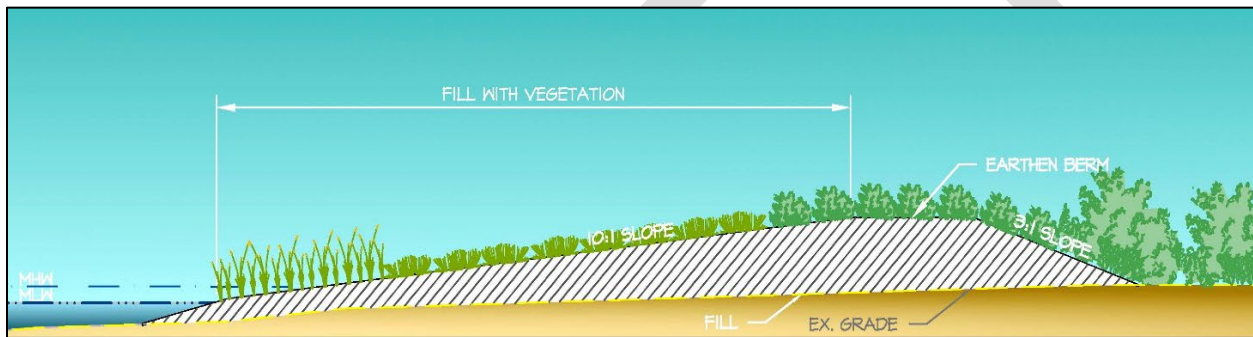 FILL WITH VEGETATION
EARTHEN BERM
10:1 SLOPE
3:1 SLOPE
MHW
MLW
FILL
EX. GRADE